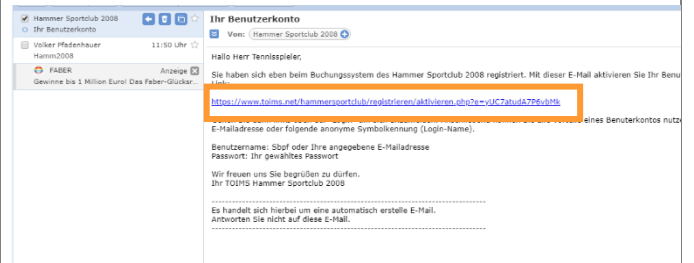 Hammer Sportclub 2008
Ihr Benutzerkonto
Volker Pfadenhauer 11:50 Uhr
Hamm2008
FABER Anzeige
Gewinne bis 1 Million Euro! Das Faber-Glücksr...
Ihr Benutzerkonto
Von: Hammer Sportclub 2008
Hallo Herr Tennisspieler,
Sie haben sich eben beim Buchungssystem des Hammer Sportclub 2008 registriert. Mit dieser E-Mail aktivieren Sie Ihr Benu
https://www.toims.net/hammersportclub/registrieren/aktivieren.php?e=yUC7atudA7P6vbMk
eines Benuterkontos nutze
E-Mailadresse oder folgende anonyme Symbolkennung (Login-Name).
Benutzername: Sbpf oder Ihre angegebene E-Mailadresse
Passwort: Ihr gewähltes Passwort
Wir freuen uns Sie begrüßen zu dürfen.
Ihr TOIMS Hammer Sportclub 2008
Es handelt sich hierbei um eine automatisch erstelle E-Mail.
Antworten Sie nicht auf diese E-Mail.